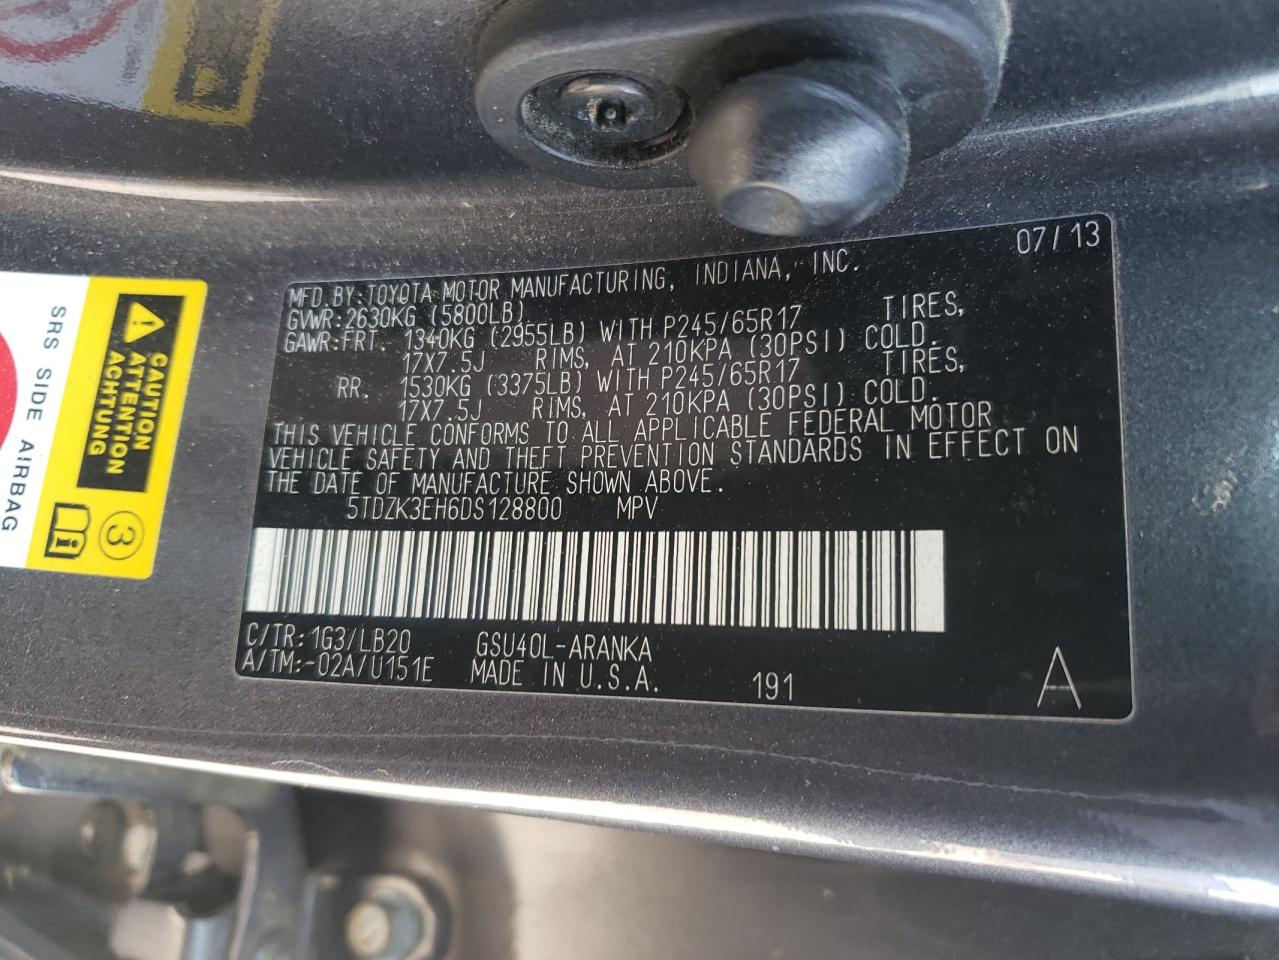 07/13
MFD.BY:TOYOTA MOTOR MANUFACTURING, INDIANA, INC.
GVWR:2630KG (5800LB)
GAWR:FRT. 1340KG (2955LB) WITH P245/65R17 TIRES,
17X7.5J RIMS, AT 210KPA (30PSI) COLD.
RR. 1530KG (3375LB) WITH P245/65R17 TIRES,
17X7.5J RIMS, AT 210KPA (30PSI) COLD.
THIS VEHICLE CONFORMS TO ALL APPLICABLE FEDERAL MOTOR
VEHICLE SAFETY AND THEFT PREVENTION STANDARDS IN EFFECT ON
THE DATE OF MANUFACTURE SHOWN ABOVE.
5TDZK3EH6DS128800 MPV
C/TR:1G3/LB20 GSU40L-ARANKA
A/TM:-02A/U151E MADE IN U.S.A. 191 A
CAUTION
ATTENTION
ACHTUNG
3
SRS SIDE AIRBAG